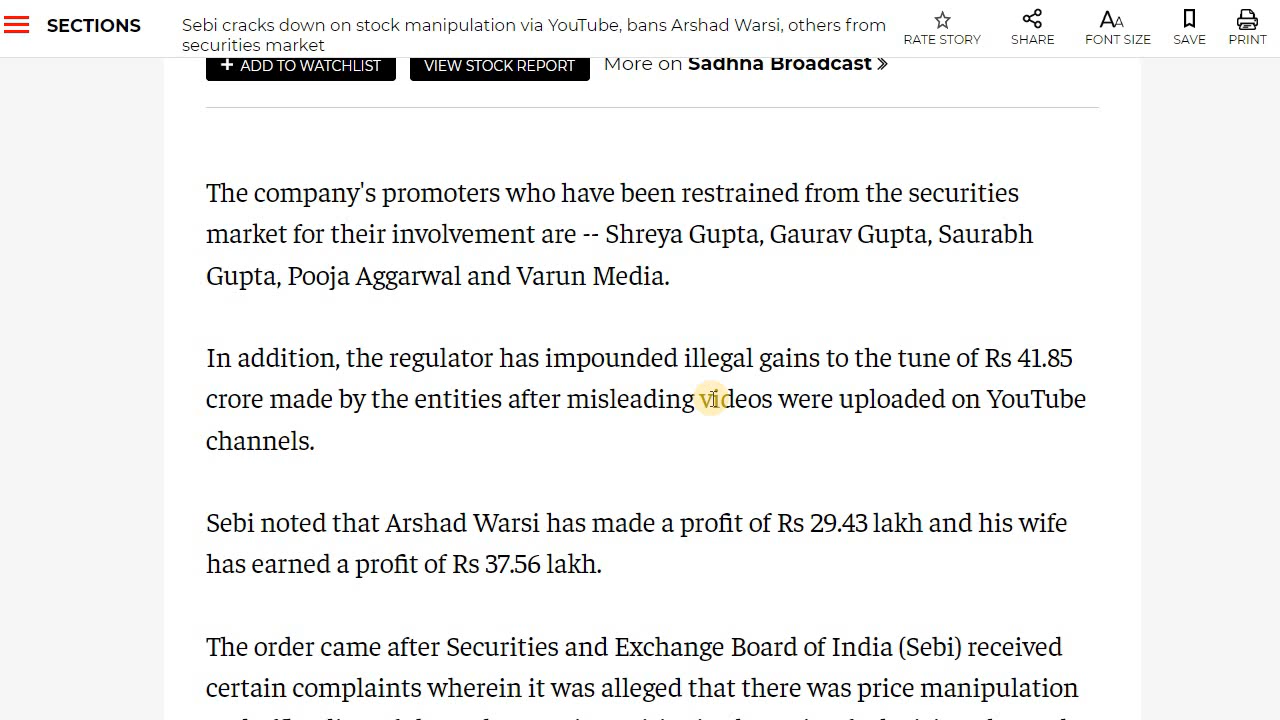 SECTIONS
Sebi cracks down on stock manipulation via YouTube, bans Arshad Warsi, others from
securities market
RATE STORY
SHARE
FONT SIZE
SAVE
PRINT
+ ADD TO WATCHLIST
VIEW STOCK REPORT
More on Sadhna Broadcast »
The company's promoters who have been restrained from the securities
market for their involvement are -- Shreya Gupta, Gaurav Gupta, Saurabh
Gupta, Pooja Aggarwal and Varun Media.
In addition, the regulator has impounded illegal gains to the tune of Rs 41.85
crore made by the entities after misleading videos were uploaded on YouTube
channels.
Sebi noted that Arshad Warsi has made a profit of Rs 29.43 lakh and his wife
has earned a profit of Rs 37.56 lakh.
The order came after Securities and Exchange Board of India (Sebi) received
certain complaints wherein it was alleged that there was price manipulation